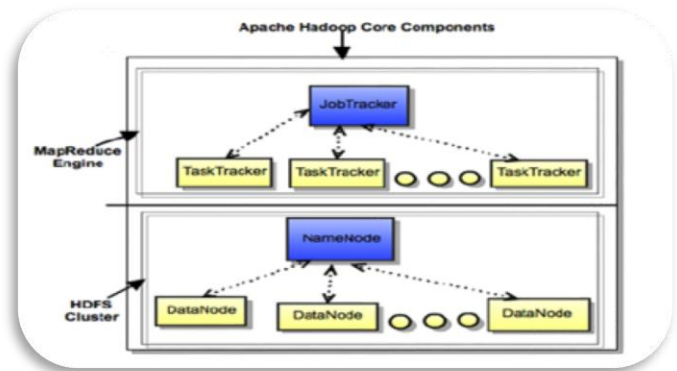 Apache Hadoop Core Components
JobTracker
MapReduce
Engine
TaskTracker
TaskTracker
TaskTracker
NameNode
HDFS
Cluster
DataNode
DataNode
DataNode